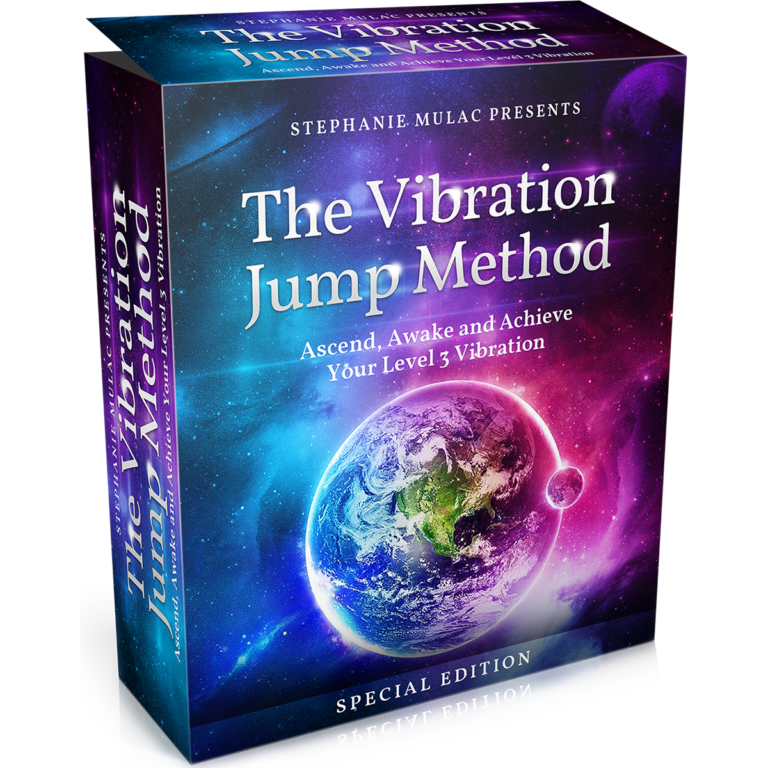 STEPHANIE MULAC PRESENTS
The Vibration
Jump Method
Ascend, Awake and Achieve Your Level 3 Vibration
STEPHANIE MULAC PRESENTS
The Vibration
Jump Method
Ascend, Awake and Achieve Your Level 3 Vibration
STEPHANIE MULAC PRESENTS
The Vibration
Jump Method
Ascend, Awake and Achieve
Your Level 3 Vibration
SPECIAL EDITION